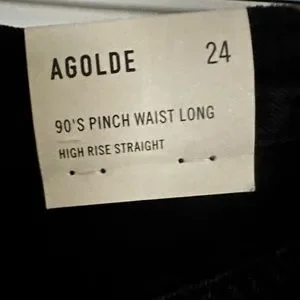 AGOLDE 24
90'S PINCH WAIST LONG
HIGH RISE STRAIGHT